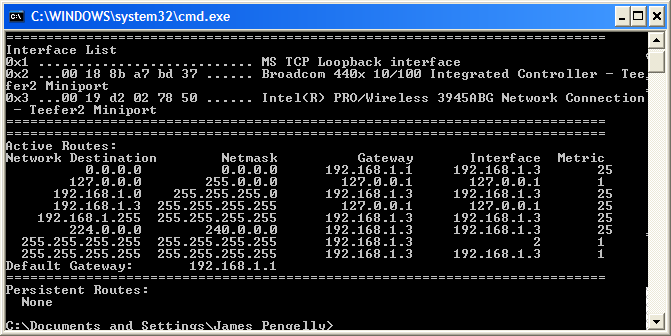 C:\WINDOWS\system32\cmd.exe
===========================================================================
Interface List
0x1 ........................... MS TCP Loopback interface
0x2 ...00 18 8b a7 bd 37 ...... Broadcom 440x 10/100 Integrated Controller - Tee
fer2 Miniport
0x3 ...00 19 d2 02 78 50 ...... Intel(R) PRO/Wireless 3945ABG Network Connection
 - Teefer2 Miniport
===========================================================================
===========================================================================
Active Routes:
Network Destination        Netmask          Gateway       Interface  Metric
          0.0.0.0          0.0.0.0      192.168.1.1     192.168.1.3      25
        127.0.0.0        255.0.0.0        127.0.0.1       127.0.0.1       1
      192.168.1.0    255.255.255.0      192.168.1.3     192.168.1.3      25
      192.168.1.3  255.255.255.255        127.0.0.1       127.0.0.1      25
    192.168.1.255  255.255.255.255      192.168.1.3     192.168.1.3      25
        224.0.0.0        240.0.0.0      192.168.1.3     192.168.1.3      25
  255.255.255.255  255.255.255.255      192.168.1.3               2       1
  255.255.255.255  255.255.255.255      192.168.1.3     192.168.1.3       1
Default Gateway:       192.168.1.1
===========================================================================
Persistent Routes:
  None

C:\Documents and Settings\James Pengelly>